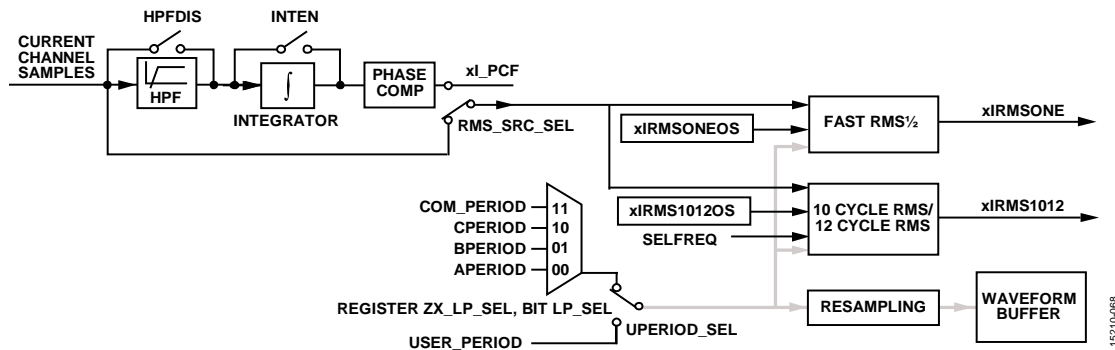 HPFDIS
INTEN
CURRENT
CHANNEL
SAMPLES
HPF
∫
INTEGRATOR
PHASE
COMP
xI_PCF
RMS_SRC_SEL
xIRMSONEOS
FAST RMS½
xIRMSONE
COM_PERIOD
11
CPERIOD
10
BPERIOD
01
APERIOD
00
xIRMS1012OS
SELFREQ
10 CYCLE RMS/
12 CYCLE RMS
xIRMS1012
REGISTER ZX_LP_SEL, BIT LP_SEL
UPERIOD_SEL
USER_PERIOD
RESAMPLING
WAVEFORM
BUFFER
15210-068